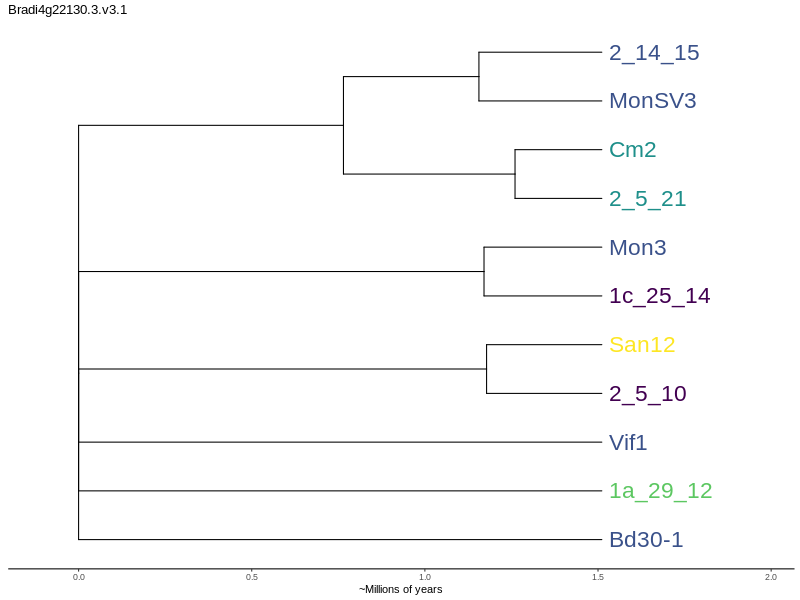 Bradi4g22130.3.v3.1
2_14_15
MonSV3
Cm2
2_5_21
Mon3
1c_25_14
San12
2_5_10
Vif1
1a_29_12
Bd30-1
0.0 0.5 1.0 1.5 2.0
~Millions of years